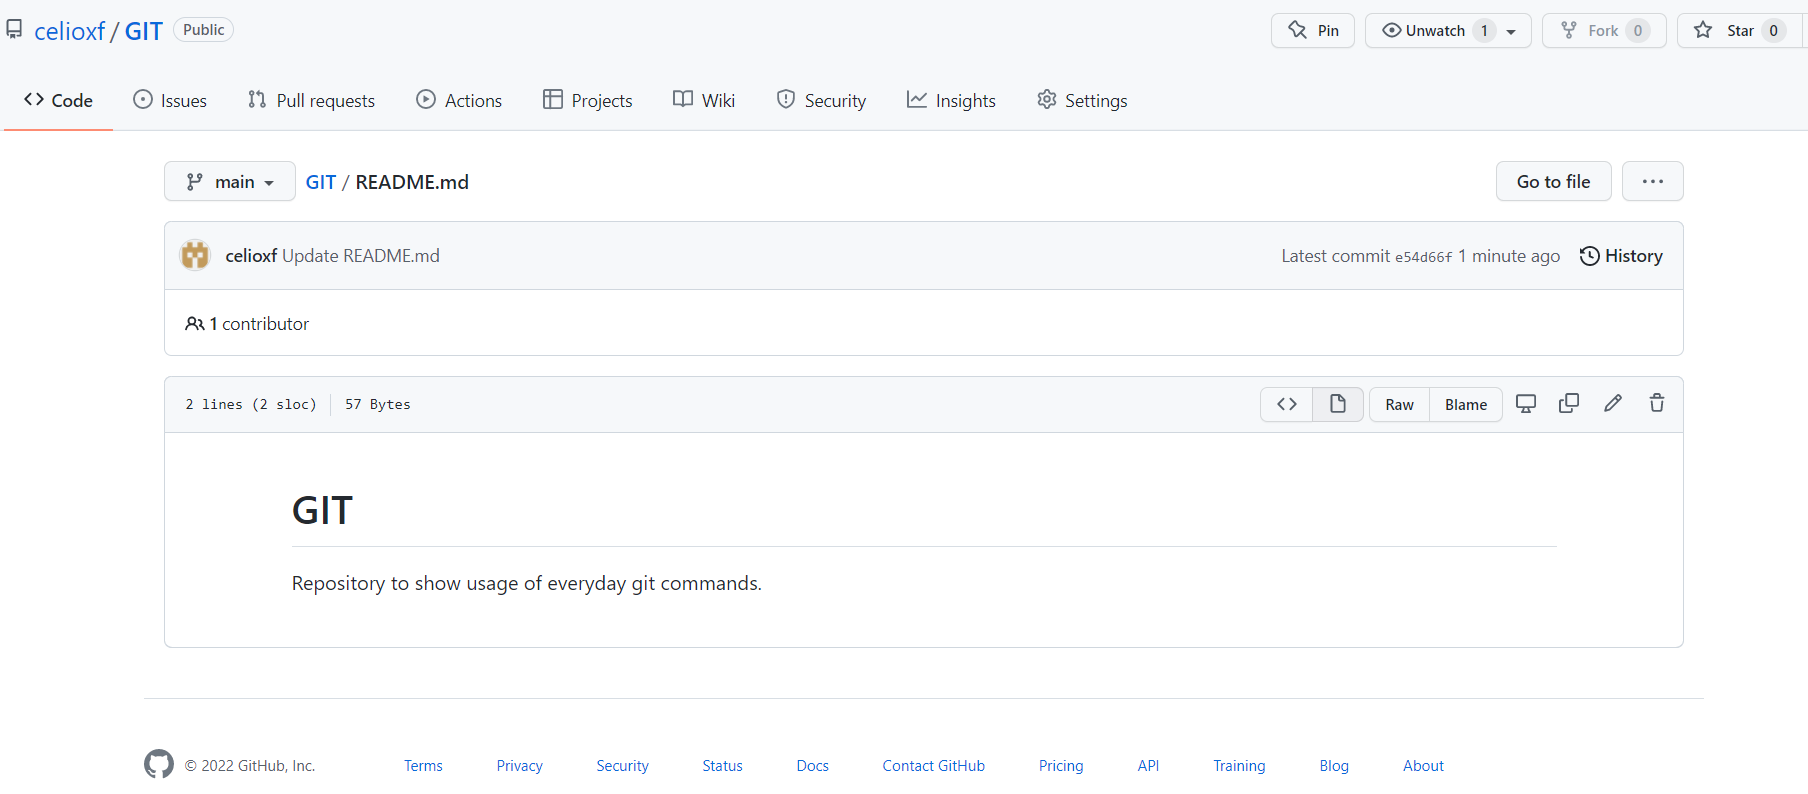 celioxf / GIT Public
Pin Unwatch 1 Fork 0 Star 0
Code Issues Pull requests Actions Projects Wiki Security Insights Settings
main GIT / README.md Go to file ...
celioxf Update README.md Latest commit e54d66f 1 minute ago History
1 contributor
2 lines (2 sloc) 57 Bytes <> Raw Blame
GIT
Repository to show usage of everyday git commands.
© 2022 GitHub, Inc. Terms Privacy Security Status Docs Contact GitHub Pricing API Training Blog About